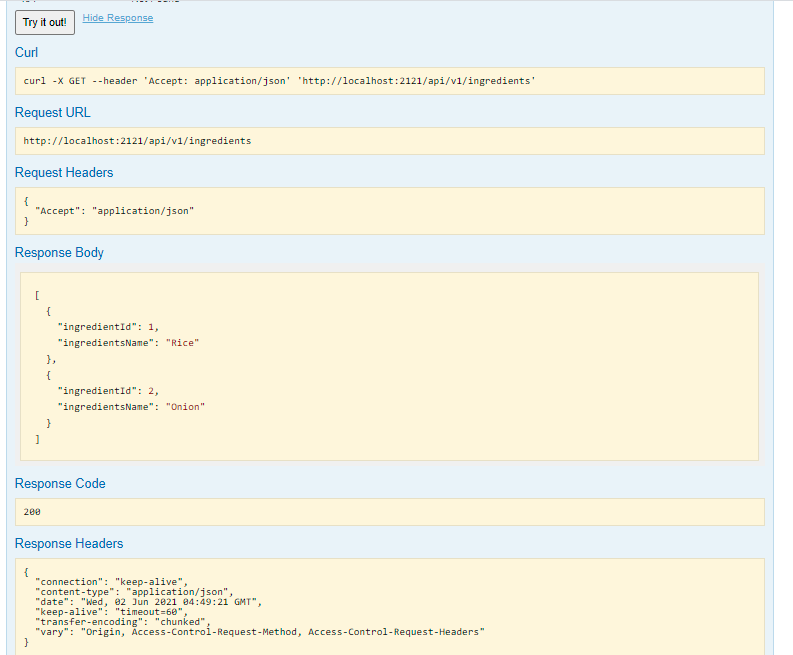 Try it out!
Hide Response
Curl
curl -X GET --header 'Accept: application/json' 'http://localhost:2121/api/v1/ingredients'
Request URL
http://localhost:2121/api/v1/ingredients
Request Headers
{
"Accept": "application/json"
}
Response Body
[
{
"ingredientId": 1,
"ingredientsName": "Rice"
},
{
"ingredientId": 2,
"ingredientsName": "Onion"
}
]
Response Code
200
Response Headers
{
"connection": "keep-alive",
"content-type": "application/json",
"date": "Wed, 02 Jun 2021 04:49:21 GMT",
"keep-alive": "timeout=60",
"transfer-encoding": "chunked",
"vary": "Origin, Access-Control-Request-Method, Access-Control-Request-Headers"
}